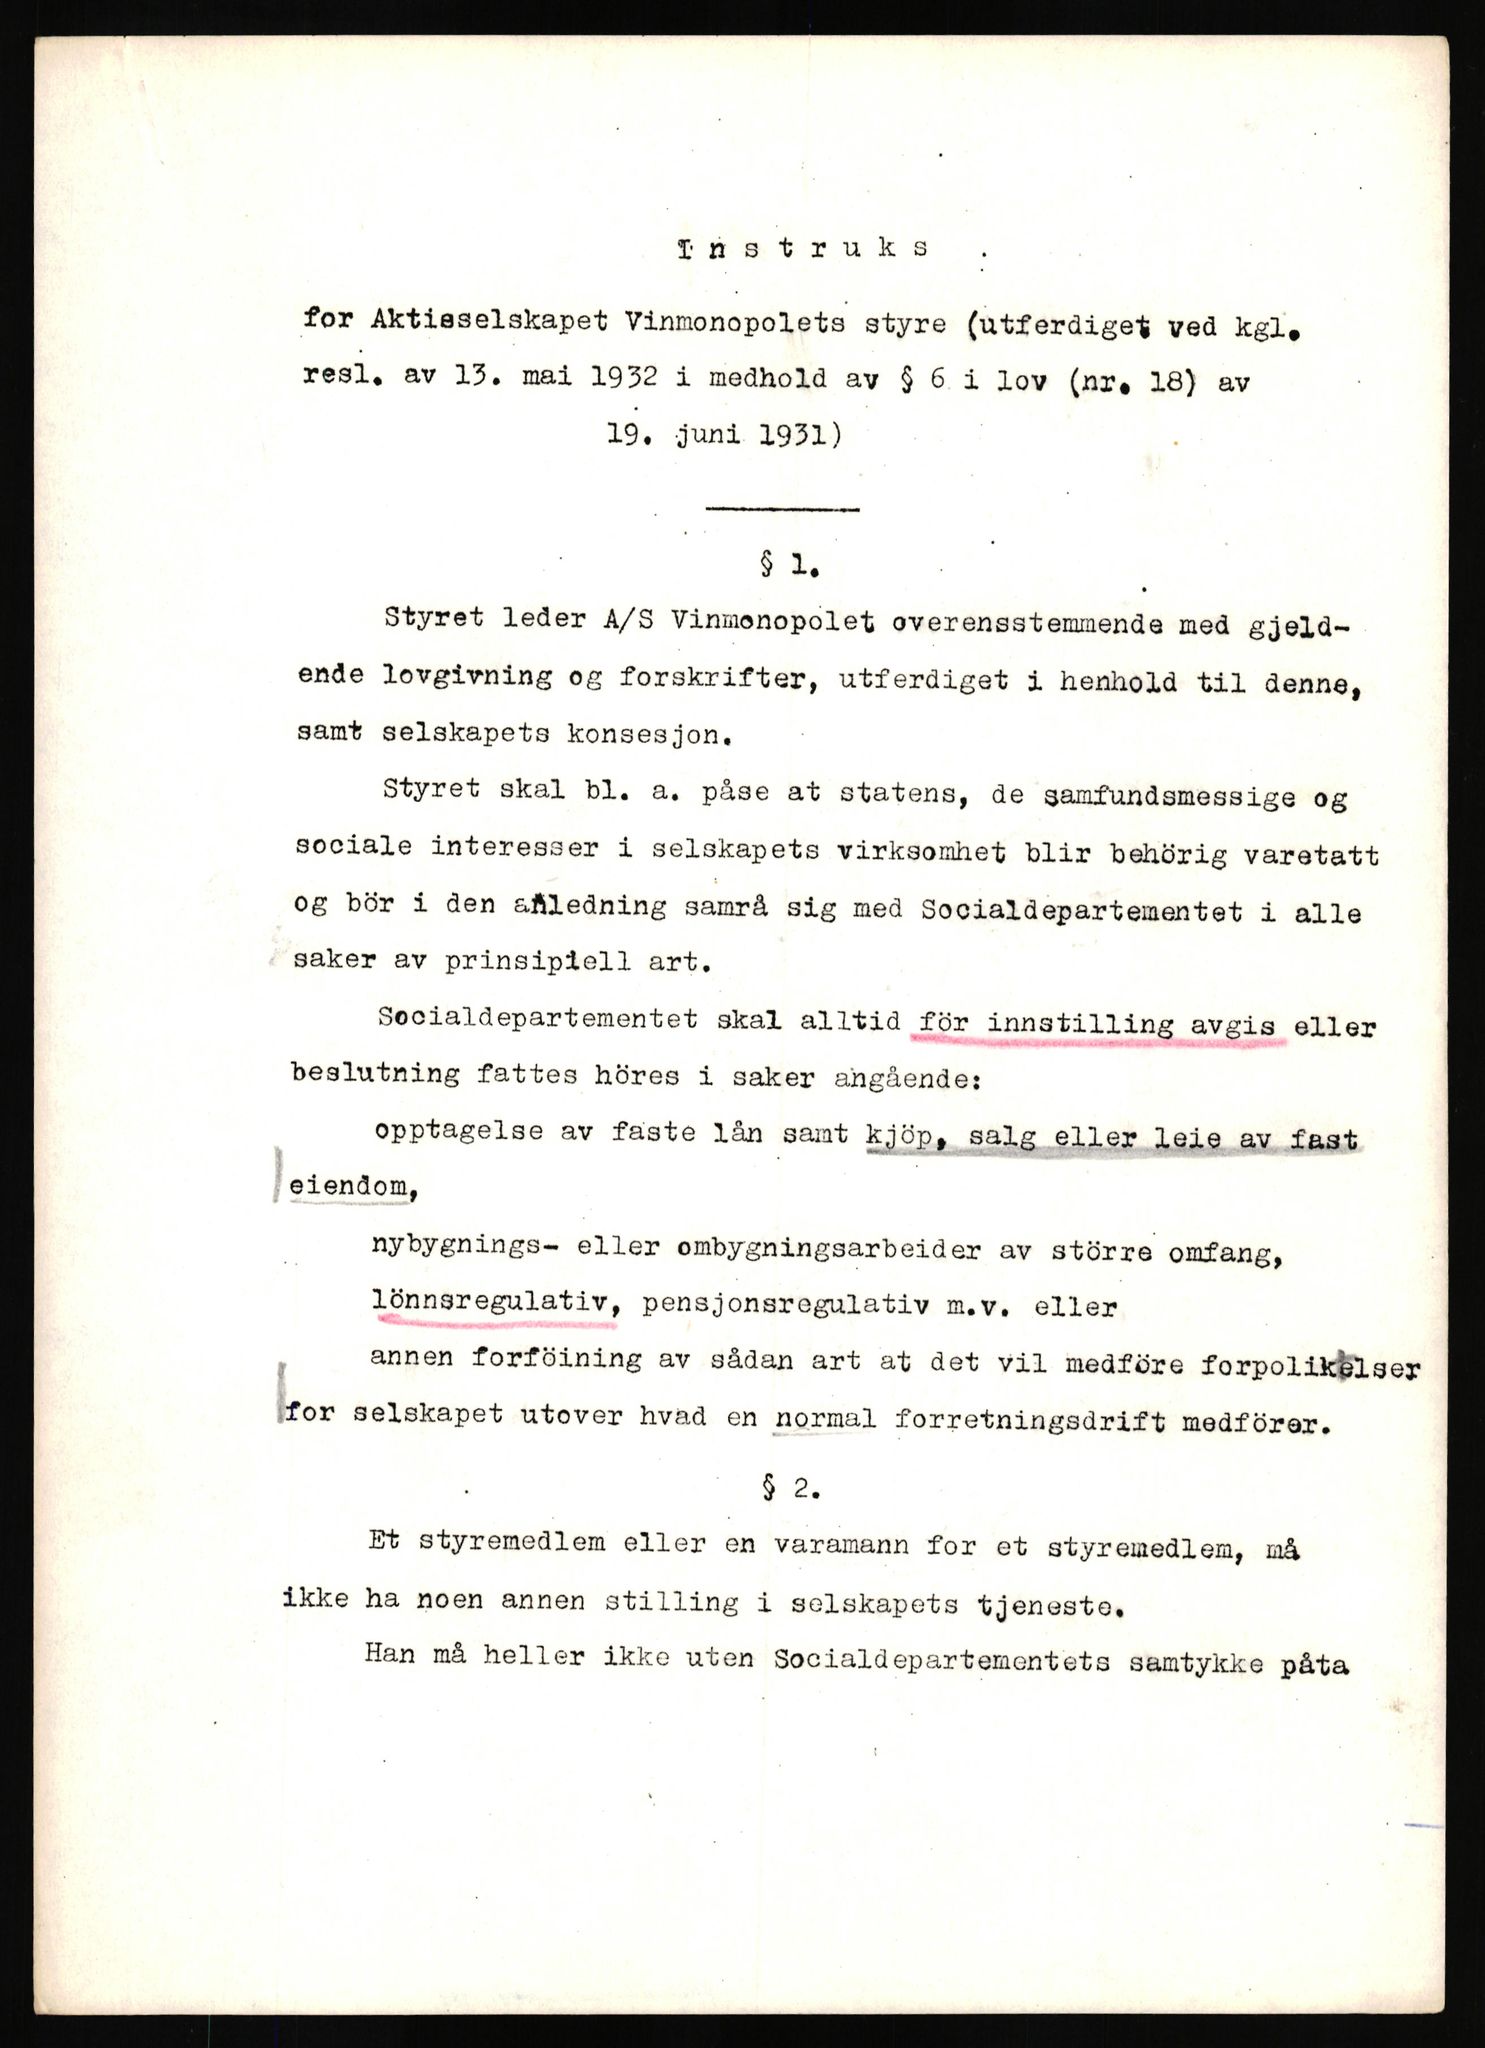 Instruks
for Aktieselskapet Vinmonopolets styre (utferdiget ved kgl.
resl. av 13. mai 1932 i medhold av § 6 i lov (nr. 18) av
19. juni 1931)
§ 1.
Styret leder A/S Vinmonopolet overensstemmende med gjeld-
ende lovgivning og forskrifter, utferdiget i henhold til denne,
samt selskapets konsesjon.
Styret skal bl. a. påse at statens, de samfundsmessige og
sociale interesser i selskapets virksomhet blir behörig varetatt
og bör i den anledning samrå sig med Socialdepartementet i alle
saker av prinsipiell art.
Socialdepartementet skal alltid för innstilling avgis eller
beslutning fattes höres i saker angående:
opptagelse av faste lån samt kjöp, salg eller leie av fast
eiendom,
nybygnings- eller ombygningsarbeider av större omfang,
lönnsregulativ, pensjonsregulativ m.v. eller
annen forföining av sådan art at det vil medföre forpliktelser
for selskapet utover hvad en normal forretningsdrift medförer.
§ 2.
Et styremedlem eller en varamann for et styremedlem, må
ikke ha noen annen stilling i selskapets tjeneste.
Han må heller ikke uten Socialdepartementets samtykke påta